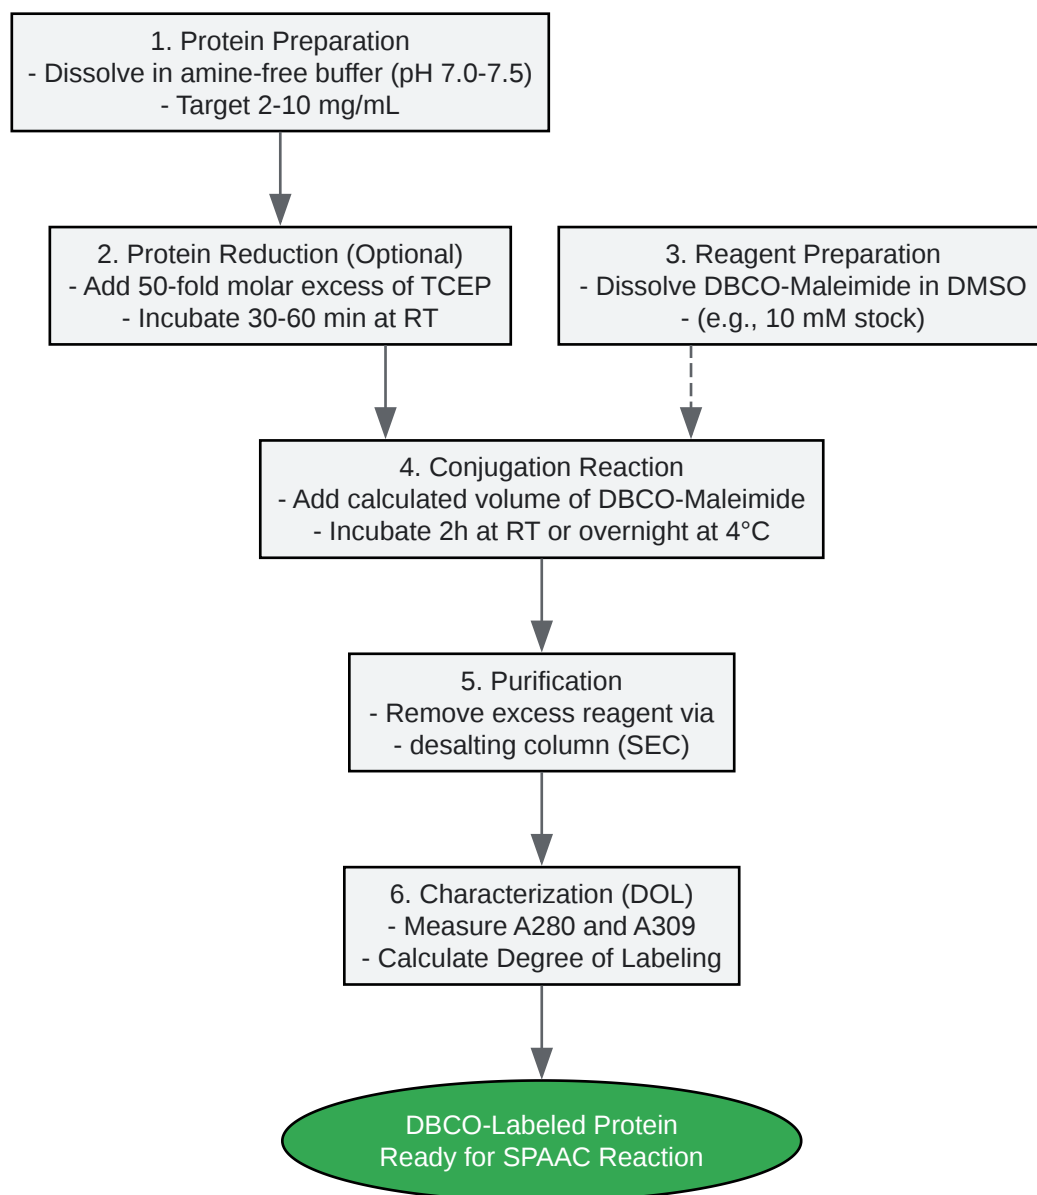 1. Protein Preparation
- Dissolve in amine-free buffer (pH 7.0-7.5)
- Target 2-10 mg/mL
2. Protein Reduction (Optional)
- Add 50-fold molar excess of TCEP
- Incubate 30-60 min at RT
3. Reagent Preparation
- Dissolve DBCO-Maleimide in DMSO
- (e.g., 10 mM stock)
4. Conjugation Reaction
- Add calculated volume of DBCO-Maleimide
- Incubate 2h at RT or overnight at 4°C
5. Purification
- Remove excess reagent via
- desalting column (SEC)
6. Characterization (DOL)
- Measure A280 and A309
- Calculate Degree of Labeling
DBCO-Labeled Protein
Ready for SPAAC Reaction